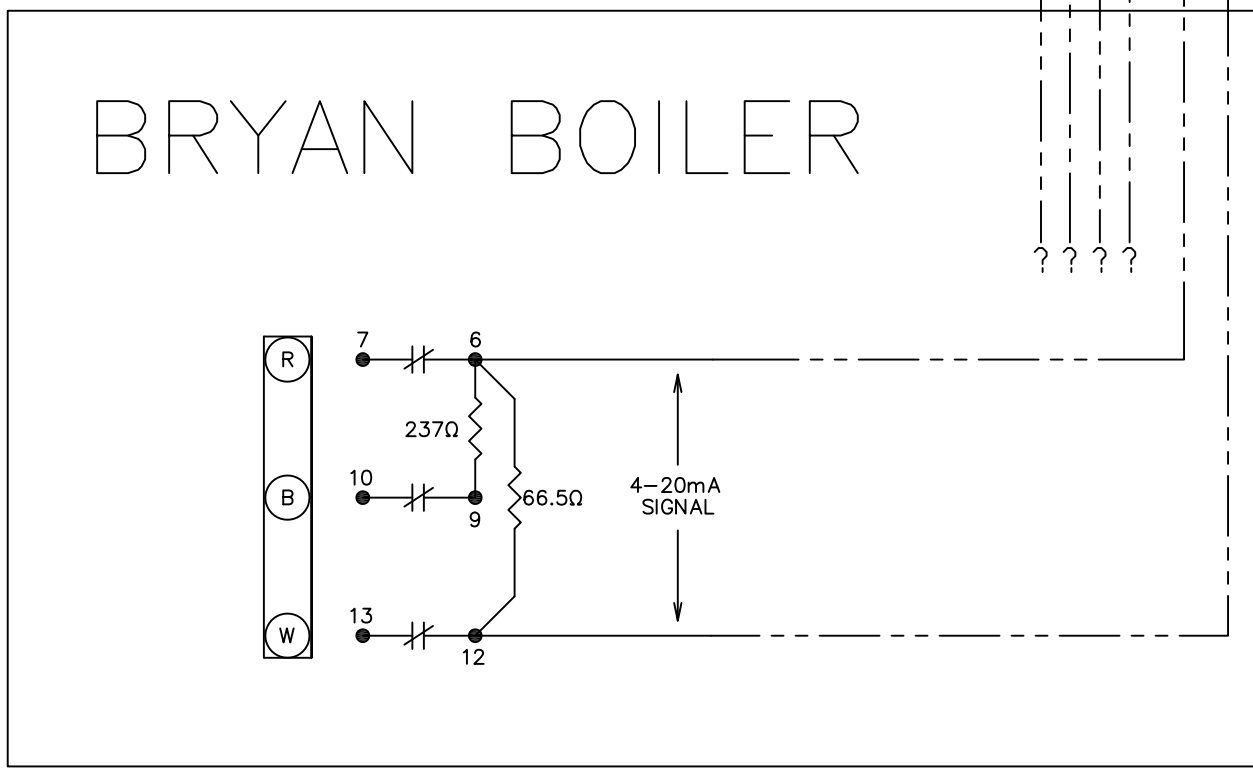 BRYAN BOILER
? ? ? ?
7 6
R
237Ω
10
B
66.5Ω
4-20mA
SIGNAL
9
13
W
12